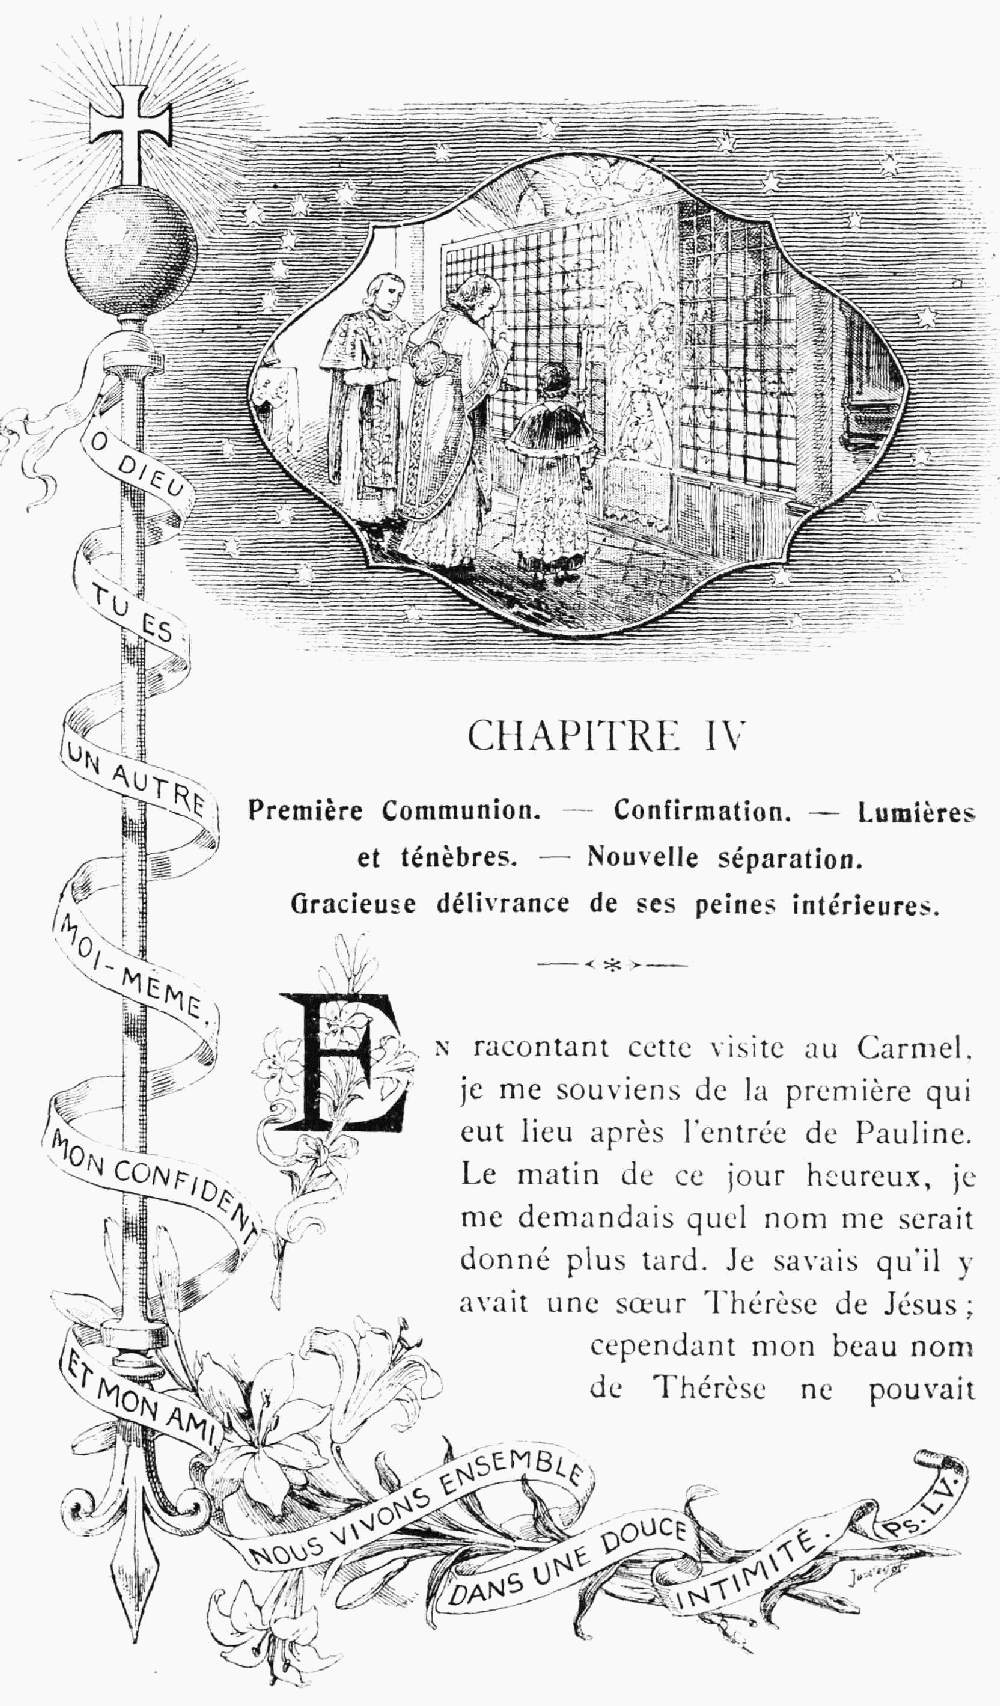 O DIEU
TU ES
UN AUTRE
MOI-MÊME.
MON CONFIDENT
ET MON AMI.
NOUS VIVONS ENSEMBLE
DANS UNE DOUCE
INTIMITÉ.
PS. LV.
CHAPITRE IV
Première Communion. — Confirmation. — Lumières
et ténèbres. — Nouvelle séparation.
Gracieuse délivrance de ses peines intérieures.
EN racontant cette visite au Carmel,
je me souviens de la première qui
eut lieu après l'entrée de Pauline.
Le matin de ce jour heureux, je
me demandais quel nom me serait
donné plus tard. Je savais qu'il y
avait une sœur Thérèse de Jésus ;
cependant mon beau nom
de Thérèse ne pouvait